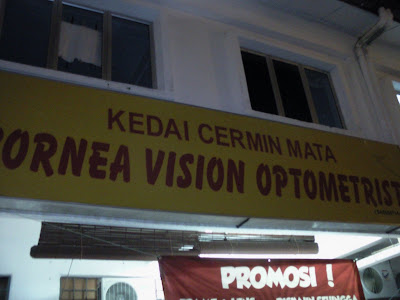 KEDAI CERMIN MATA
ORNEA VISION OPTOMETRIST
PROMOSI !